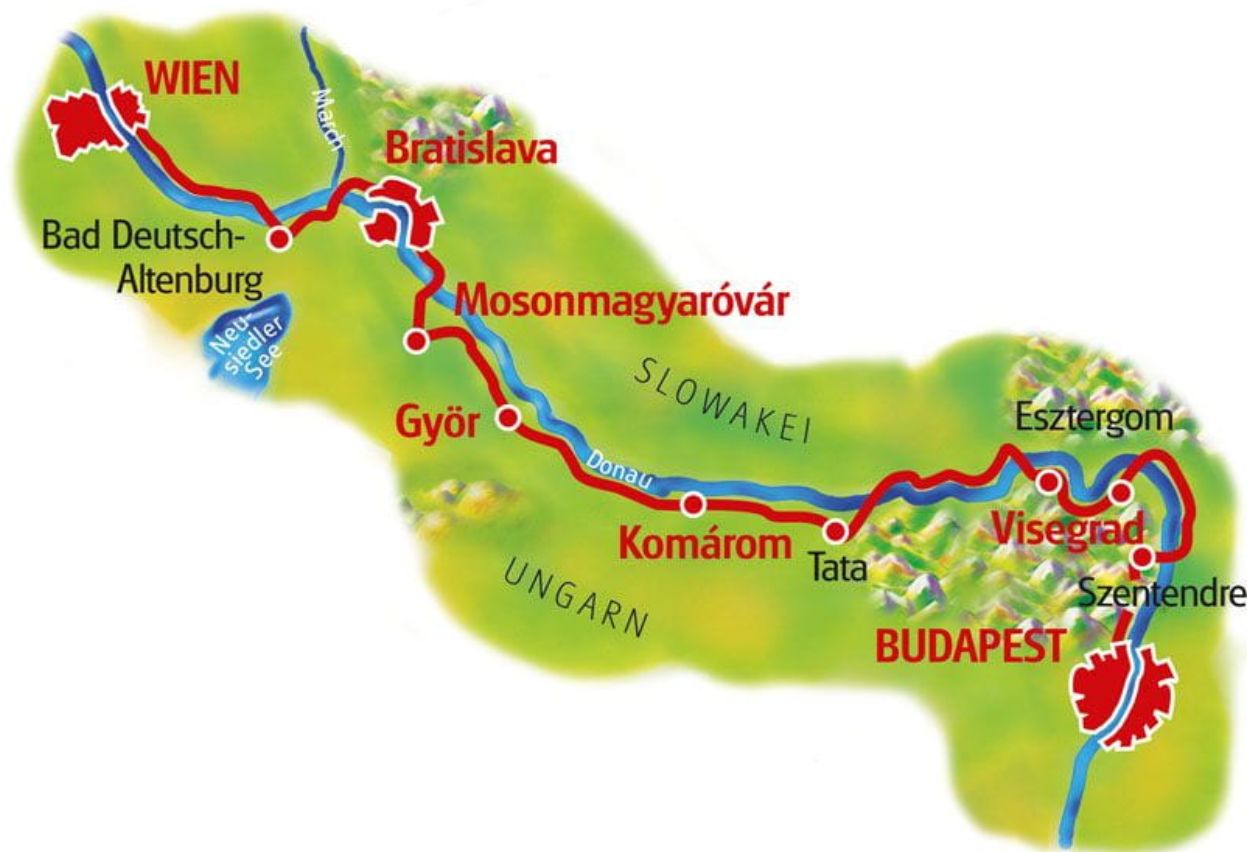 WIEN
March
Bratislava
Bad Deutsch-
Altenburg
Neu-
siedler
See
Mosonmagyaróvár
SLOWAKEI
Györ
Esztergom
Donau
Komárom
Visegrad
Tata
UNGARN
Szentendre
BUDAPEST